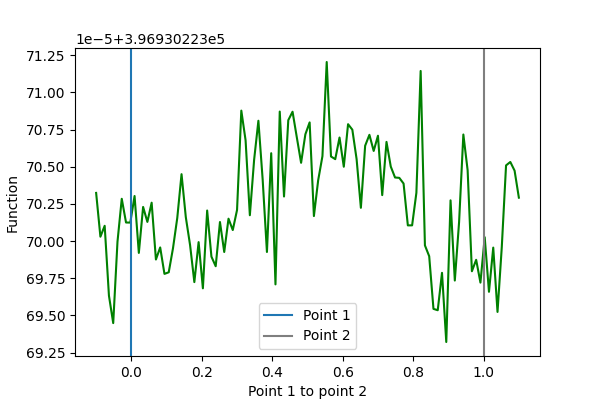 1e−5+3.96930223e5
71.25
71.00
70.75
70.50
70.25
70.00
69.75
69.50
69.25
Function
Point 1
Point 2
0.0 0.2 0.4 0.6 0.8 1.0
Point 1 to point 2